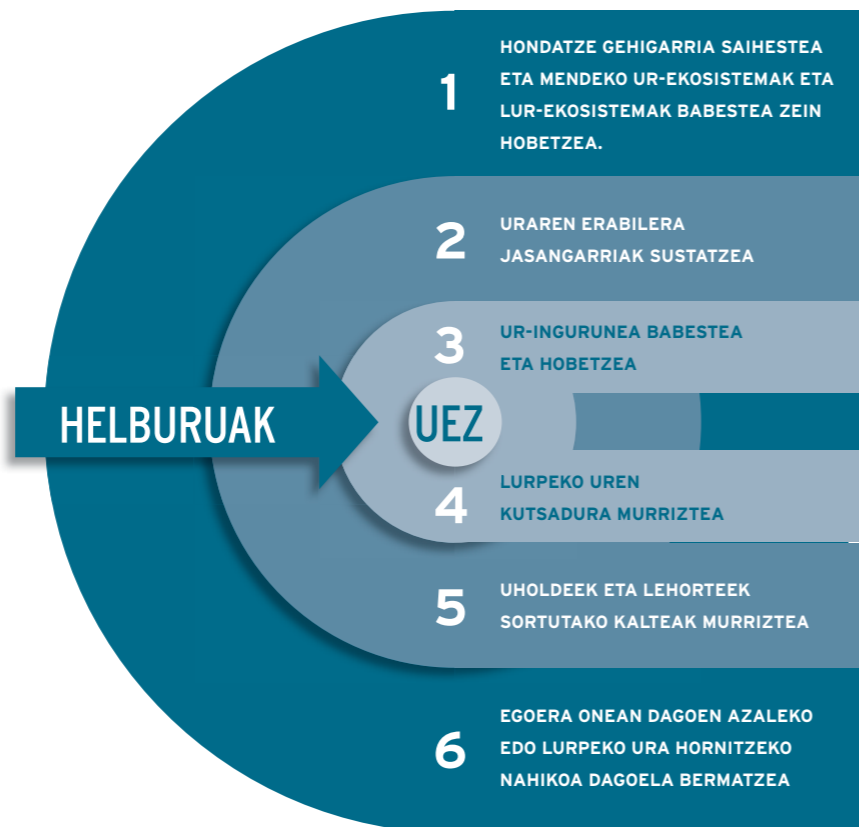 1
HONDATZE GEHIGARRIA SAIHESTEA
ETA MENDEKO UR-EKOSISTEMAK ETA
LUR-EKOSISTEMAK BABESTEA ZEIN
HOBETZEA.
2
URAREN ERABILERA
JASANGARRIAK SUSTATZEA
3
UR-INGURUNEA BABESTEA
ETA HOBETZEA
HELBURUAK
UEZ
4
LURPEKO UREN
KUTSADURA MURRIZTEA
5
UHOLDEEK ETA LEHORTEEK
SORTUTAKO KALTEAK MURRIZTEA
6
EGOERA ONEAN DAGOEN AZALEKO
EDO LURPEKO URA HORNITZEKO
NAHIKOA DAGOELA BERMATZEA